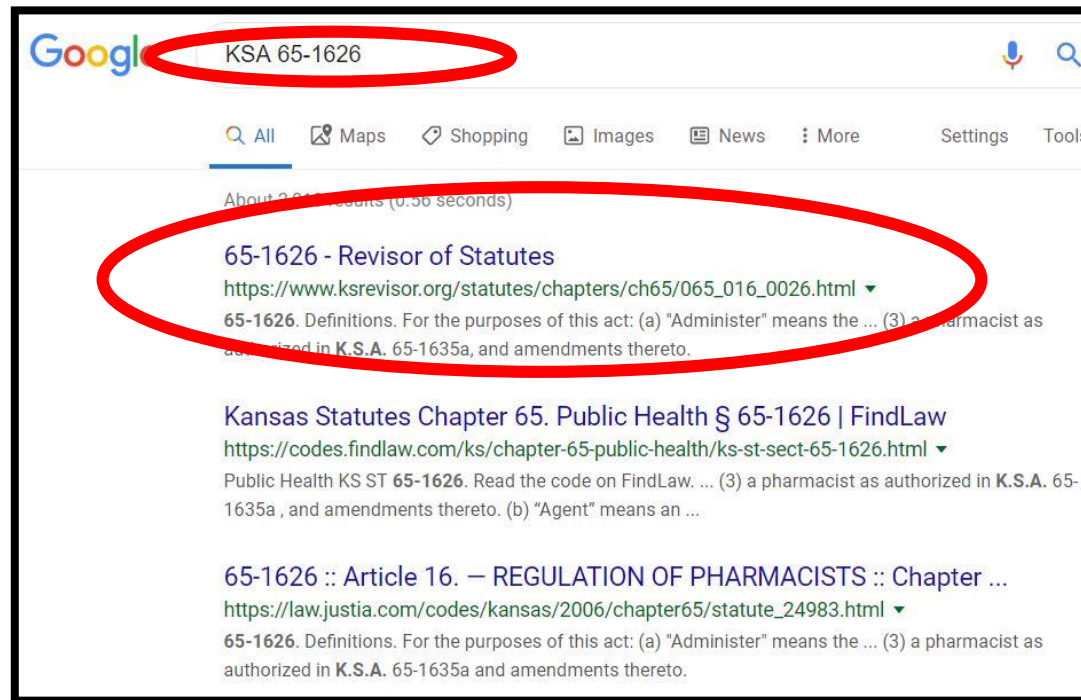 Google
KSA 65-1626
All Maps Shopping Images News More Settings Tools
About results (0.56 seconds)
65-1626 - Revisor of Statutes
https://www.ksrevisor.org/statutes/chapters/ch65/065_016_0026.html
65-1626. Definitions. For the purposes of this act: (a) "Administer" means the ... (3) a pharmacist as
authorized in K.S.A. 65-1635a, and amendments thereto.
Kansas Statutes Chapter 65. Public Health § 65-1626 | FindLaw
https://codes.findlaw.com/ks/chapter-65-public-health/ks-st-sect-65-1626.html
Public Health KS ST 65-1626. Read the code on FindLaw. ... (3) a pharmacist as authorized in K.S.A. 65-
1635a , and amendments thereto. (b) “Agent” means an ...
65-1626 :: Article 16. — REGULATION OF PHARMACISTS :: Chapter ...
https://law.justia.com/codes/kansas/2006/chapter65/statute_24983.html
65-1626. Definitions. For the purposes of this act: (a) "Administer" means the ... (3) a pharmacist as
authorized in K.S.A. 65-1635a and amendments thereto.